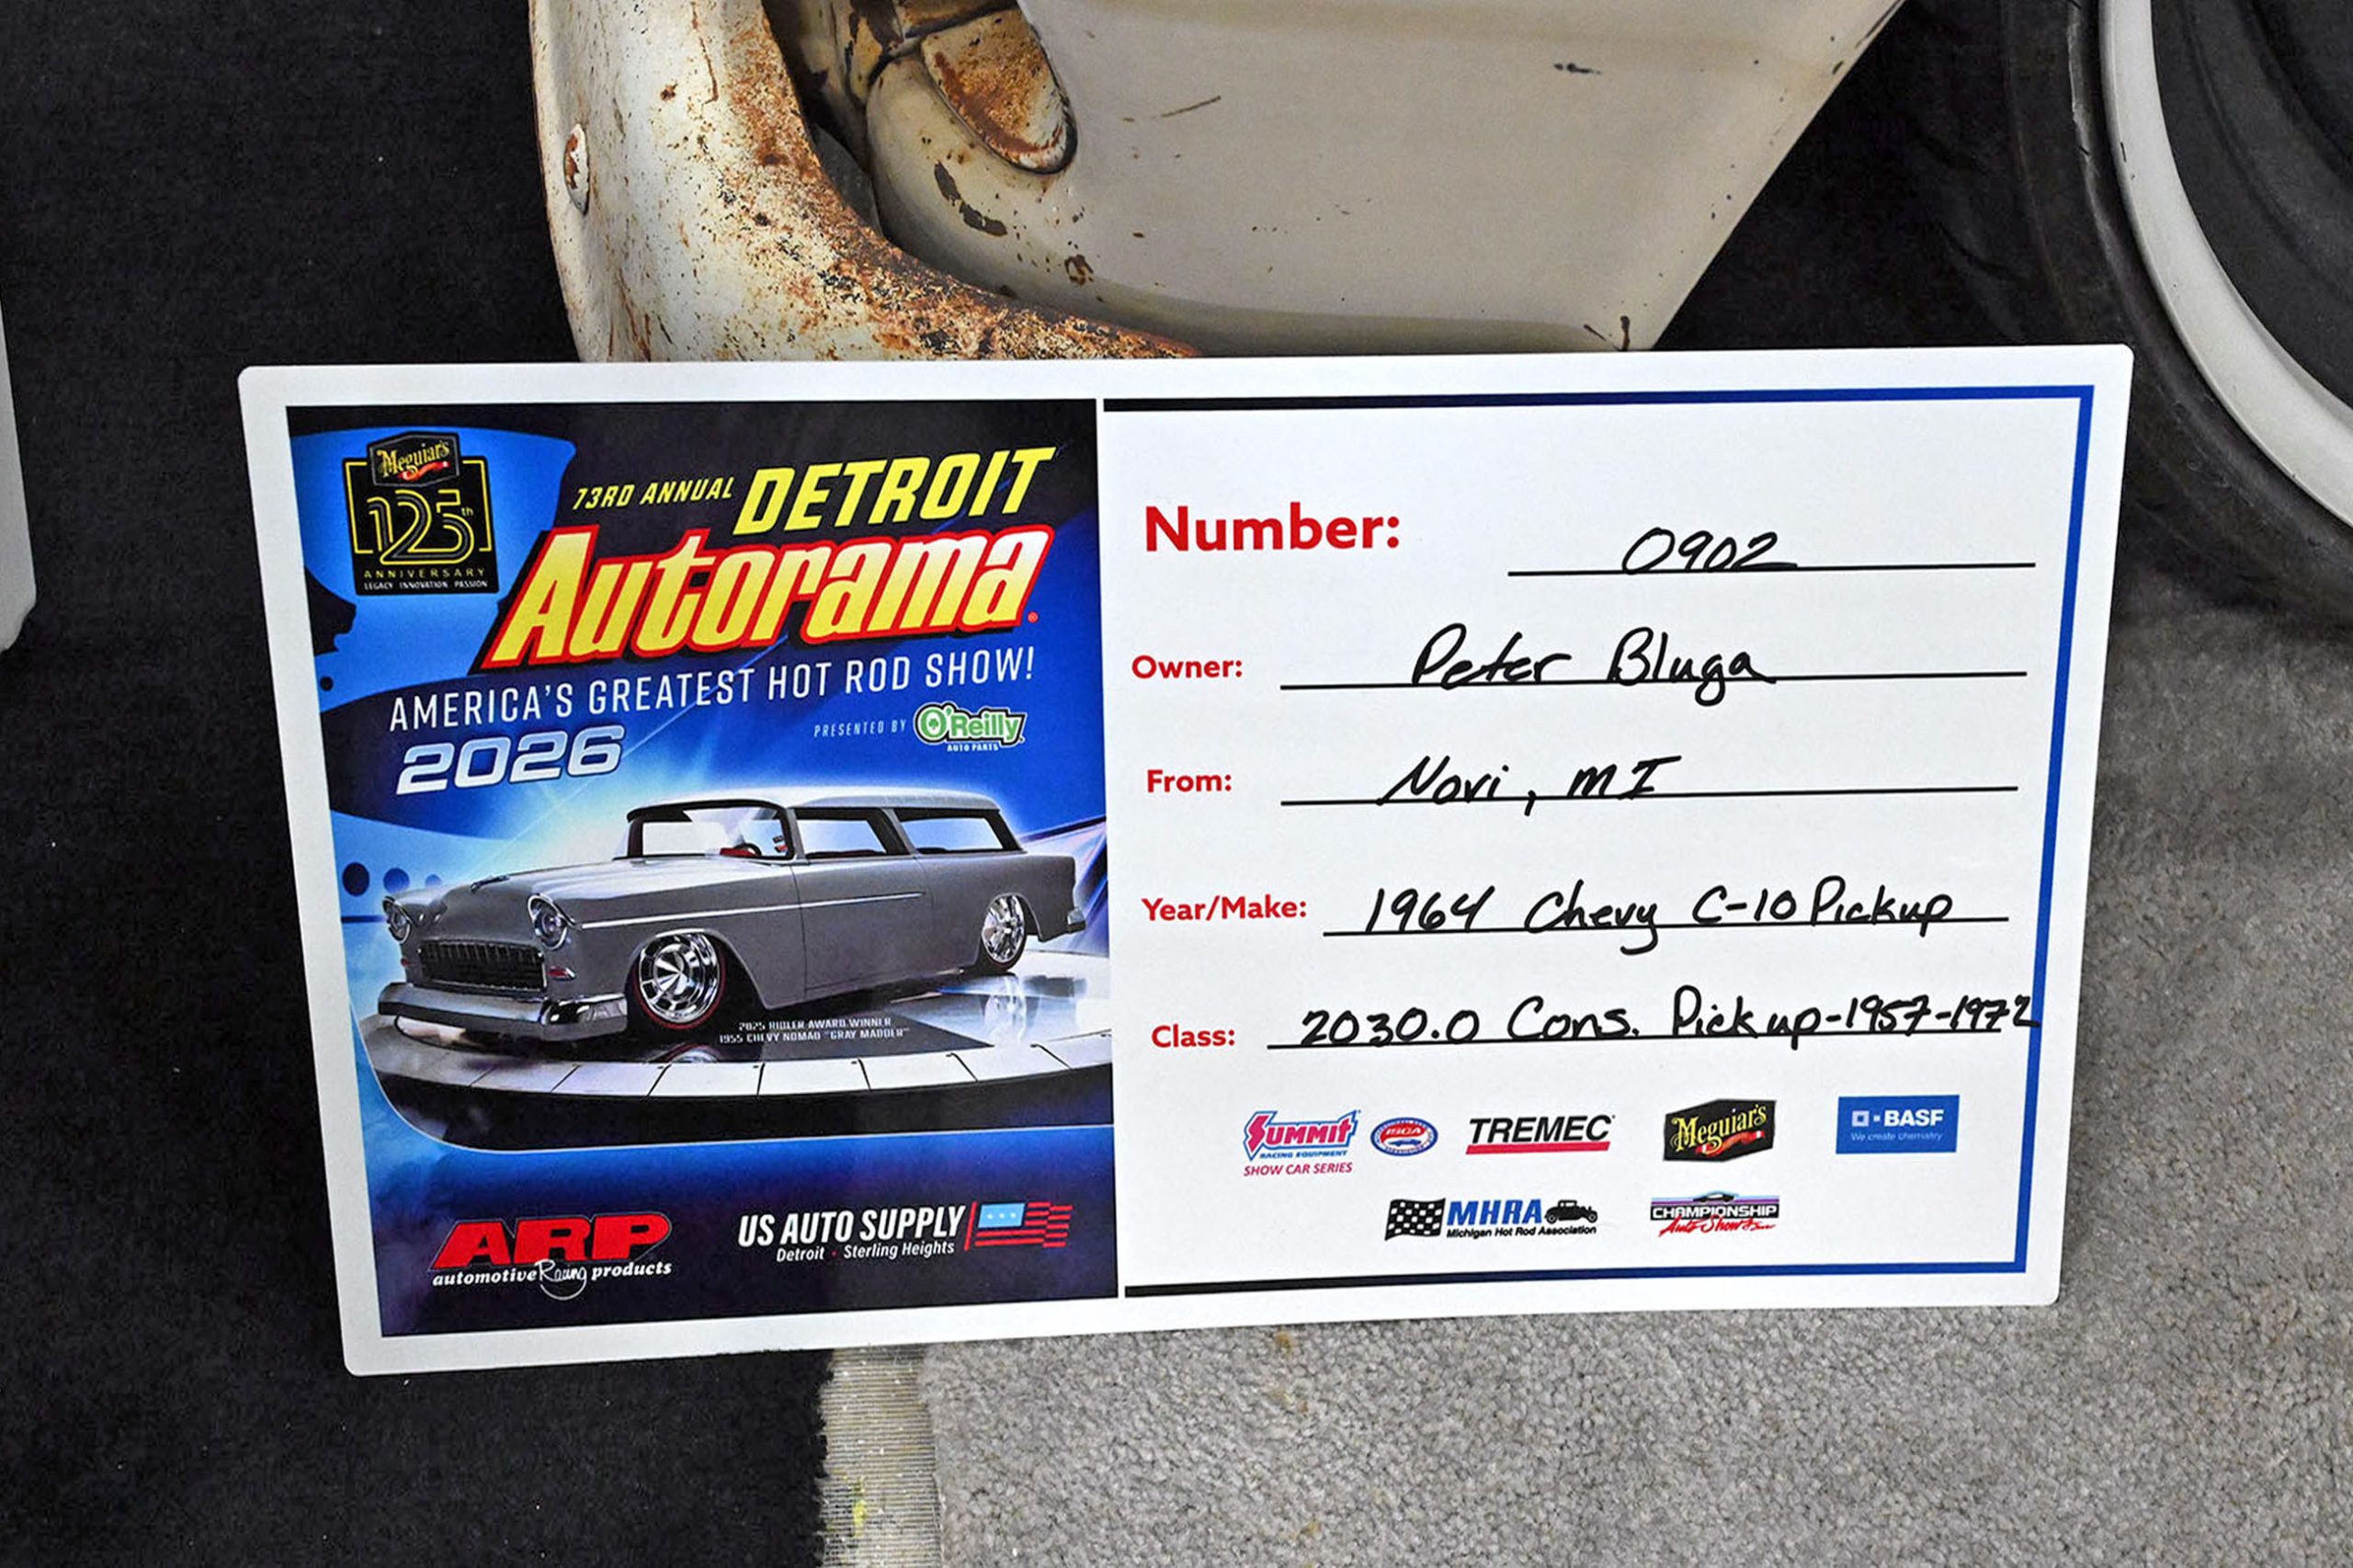 Meguiar's
125th
ANNIVERSARY
LEGACY INNOVATION PASSION
73RD ANNUAL DETROIT
Autorama
AMERICA'S GREATEST HOT ROD SHOW!
2026
PRESENTED BY O'Reilly
AUTO PARTS
2025 RIDLER AWARD WINNER
1955 CHEVY NOMAD "GRAY MADDER"
ARP
automotive Racing products
US AUTO SUPPLY
Detroit • Sterling Heights
Number: 0902
Owner: Peter Bluga
From: Novi, MI
Year/Make: 1964 Chevy C-10 Pickup
Class: 2030.0 Cons. Pickup-1957-1972
SUMMIT
RACING EQUIPMENT
SHOW CAR SERIES
ISCA
TREMEC
Meguiar's
BASF
We create chemistry
MHRA
Michigan Hot Rod Association
CHAMPIONSHIP
Auto Shows